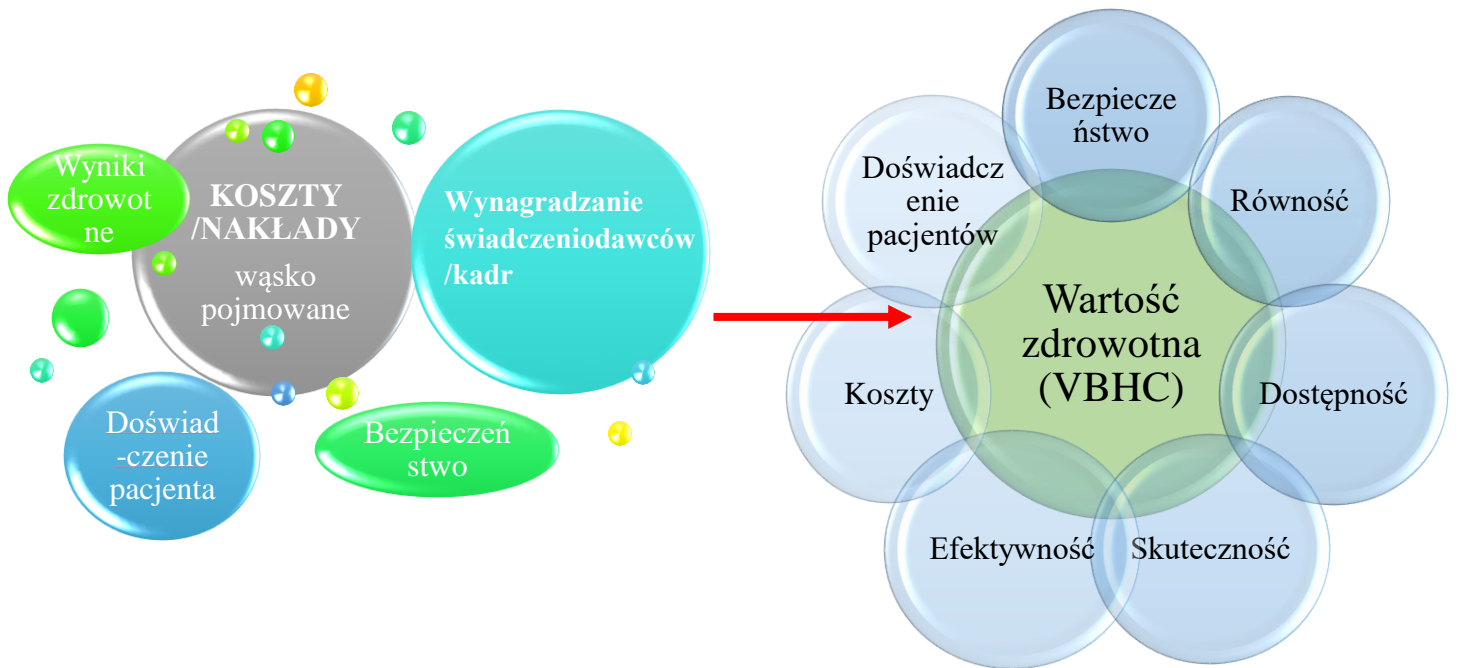 Wyniki
zdrowot
ne
KOSZTY
/NAKŁADY
wąsko
pojmowane
Wynagradzanie
świadczeniodawców
/kadr
Doświad
-czenie
pacjenta
Bezpieczeń
stwo
Bezpiecze
ństwo
Równość
Dostępność
Skuteczność
Efektywność
Koszty
Doświadcz
enie
pacjentów
Wartość
zdrowotna
(VBHC)